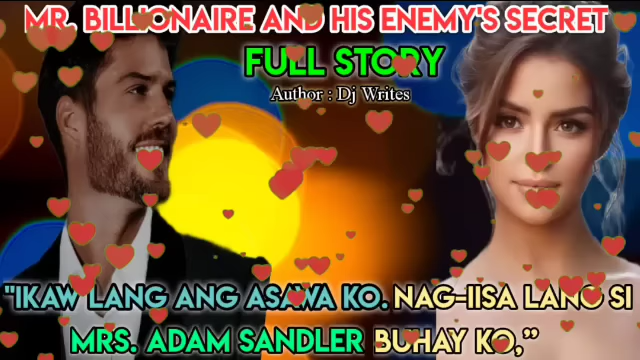 MR. BILLIONAIRE AND HIS ENEMY'S SECRET
FULL STORY
Author : Dj Writes
"IKAW LANG ANG ASAWA KO. NAG-IISA LANG SI
MRS. ADAM SANDLER BUHAY KO,”